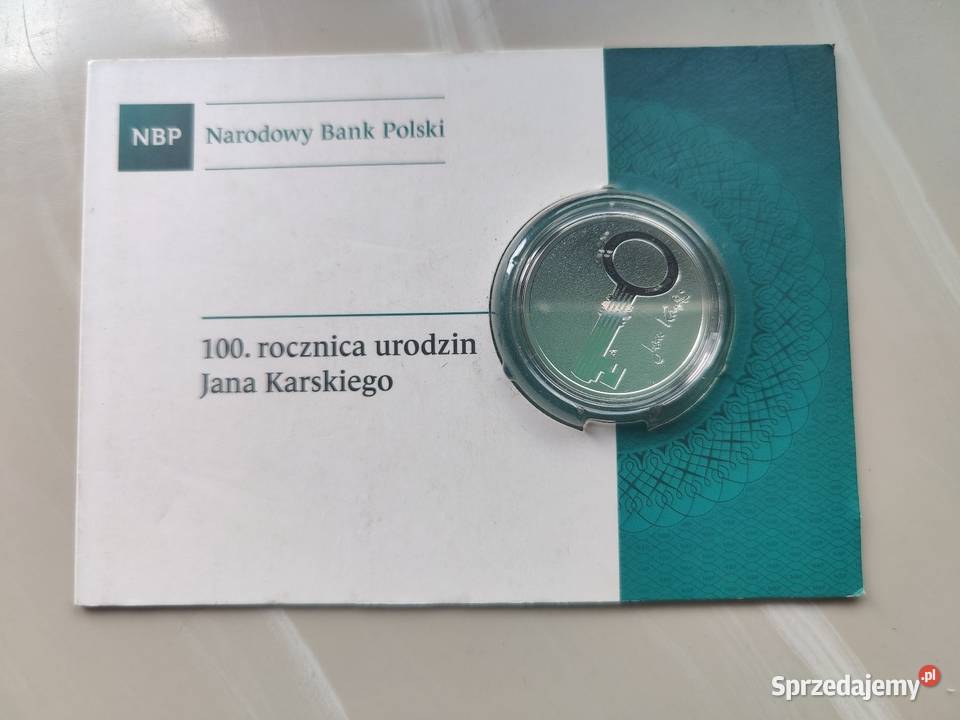 NBP
Narodowy Bank Polski
100. rocznica urodzin
Jana Karskiego
Sprzedajemy.pl